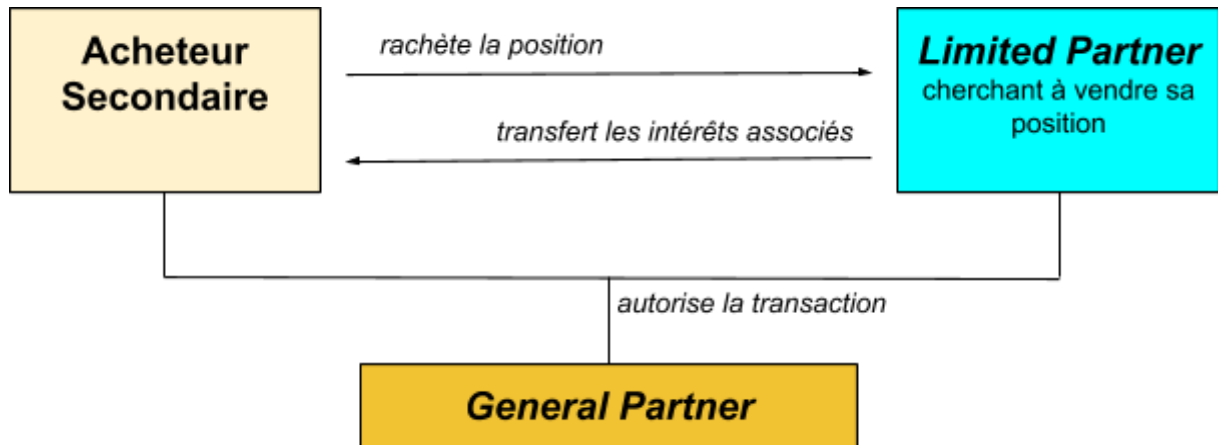 Acheteur
Secondaire
rachète la position
transfert les intérêts associés
Limited Partner
cherchant à vendre sa
position
autorise la transaction
General Partner